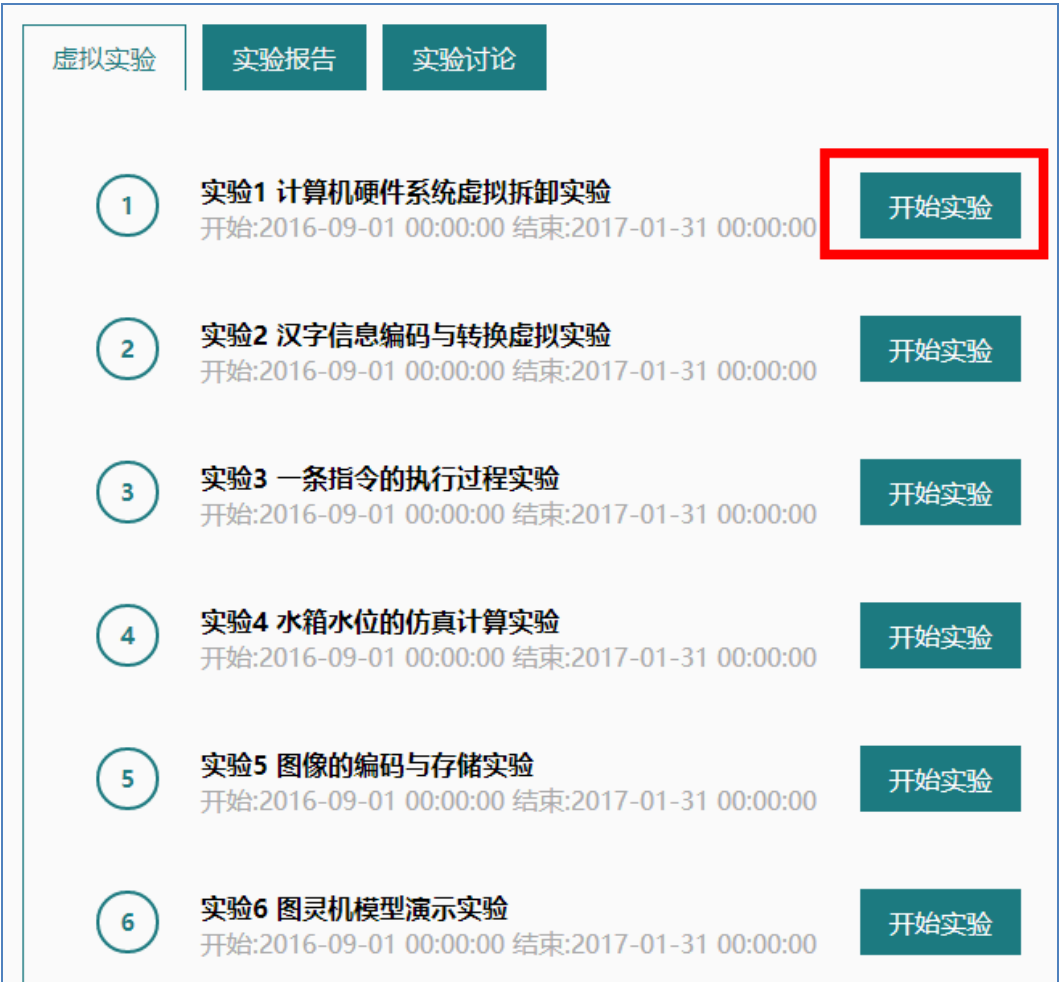 虚拟实验 实验报告 实验讨论
1 实验1 计算机硬件系统虚拟拆卸实验 开始实验
开始:2016-09-01 00:00:00 结束:2017-01-31 00:00:00
2 实验2 汉字信息编码与转换虚拟实验 开始实验
开始:2016-09-01 00:00:00 结束:2017-01-31 00:00:00
3 实验3 一条指令的执行过程实验 开始实验
开始:2016-09-01 00:00:00 结束:2017-01-31 00:00:00
4 实验4 水箱水位的仿真计算实验 开始实验
开始:2016-09-01 00:00:00 结束:2017-01-31 00:00:00
5 实验5 图像的编码与存储实验 开始实验
开始:2016-09-01 00:00:00 结束:2017-01-31 00:00:00
6 实验6 图灵机模型演示实验 开始实验
开始:2016-09-01 00:00:00 结束:2017-01-31 00:00:00